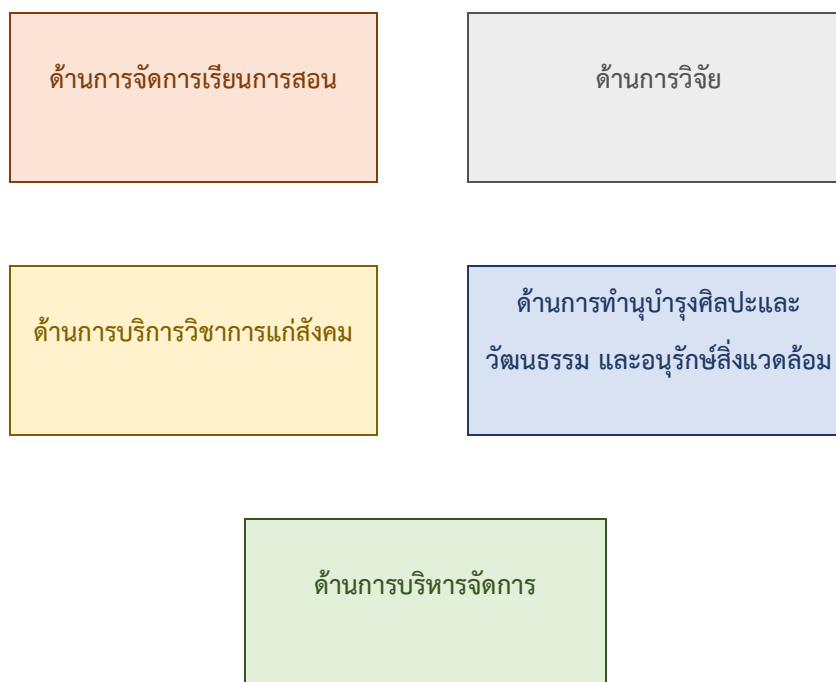 ด้านการจัดการเรียนการสอน
ด้านการวิจัย
ด้านการบริการวิชาการแก่สังคม
ด้านการทำนุบำรุงศิลปะและ
วัฒนธรรม และอนุรักษ์สิ่งแวดล้อม
ด้านการบริหารจัดการ